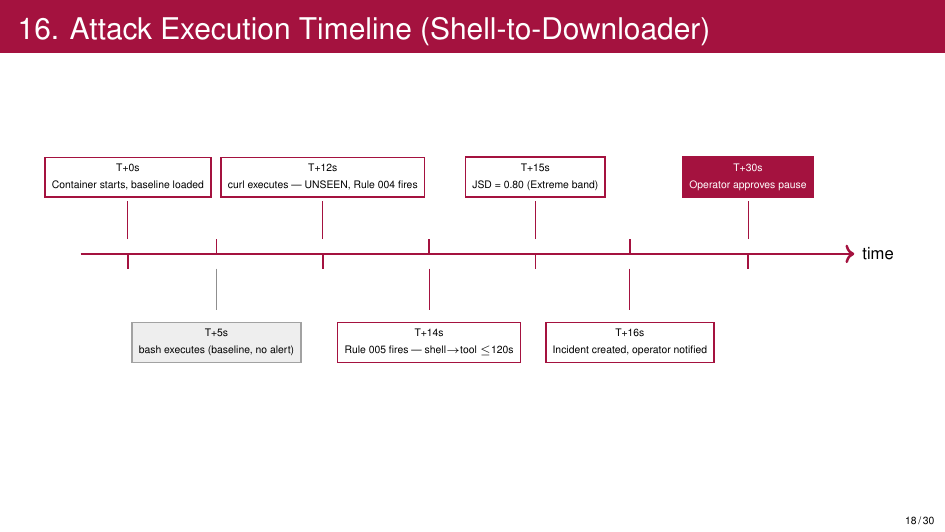 16. Attack Execution Timeline (Shell-to-Downloader)
T+0s
Container starts, baseline loaded
T+12s
curl executes — UNSEEN, Rule 004 fires
T+15s
JSD = 0.80 (Extreme band)
T+30s
Operator approves pause
time
T+5s
bash executes (baseline, no alert)
T+14s
Rule 005 fires — shell→tool ≤120s
T+16s
Incident created, operator notified
18 / 30